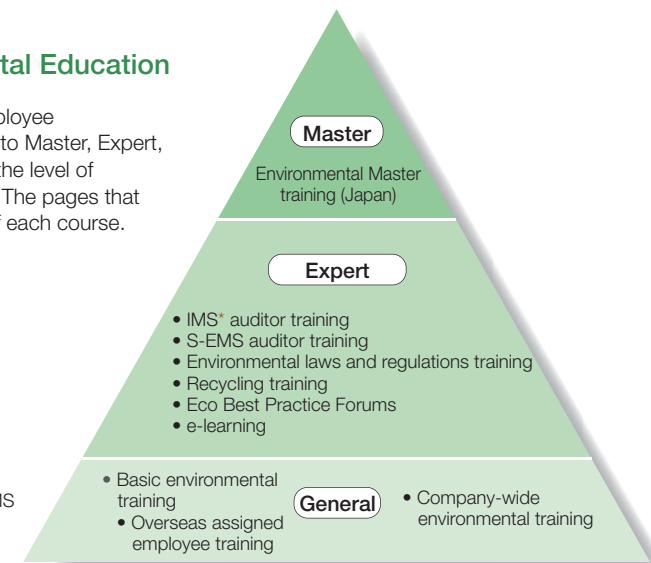 tal Education
ployee
to Master, Expert,
the level of
The pages that
f each course.
Master
Environmental Master
training (Japan)
Expert
• IMS* auditor training
• S-EMS auditor training
• Environmental laws and regulations training
• Recycling training
• Eco Best Practice Forums
• e-learning
MS
• Basic environmental
training
• Overseas assigned
employee training
General
• Company-wide
environmental training